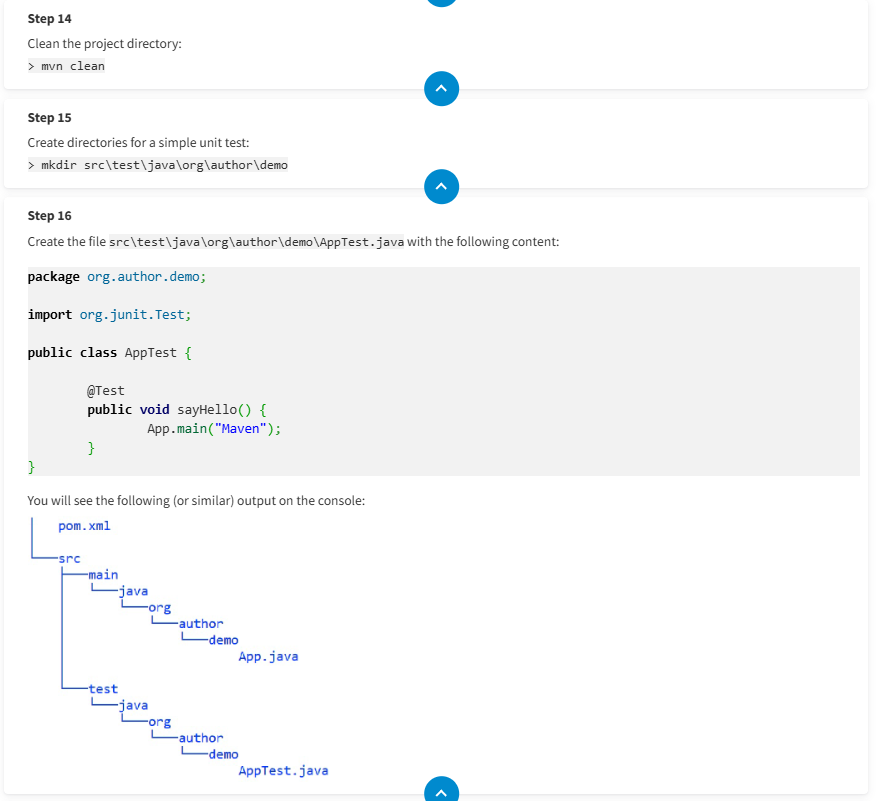 Step 14
Clean the project directory:
> mvn clean
Step 15
Create directories for a simple unit test:
> mkdir src\test\java\org\author\demo
Step 16
Create the file src\test\java\org\author\demo\AppTest.java with the following content:
package org.author.demo;
import org.junit.Test;
public class AppTest {
@Test
public void sayHello() {
App.main("Maven");
}
}
You will see the following (or similar) output on the console:
pom.xml
src
main
java
org
author
demo
App.java
test
java
org
author
demo
AppTest.java